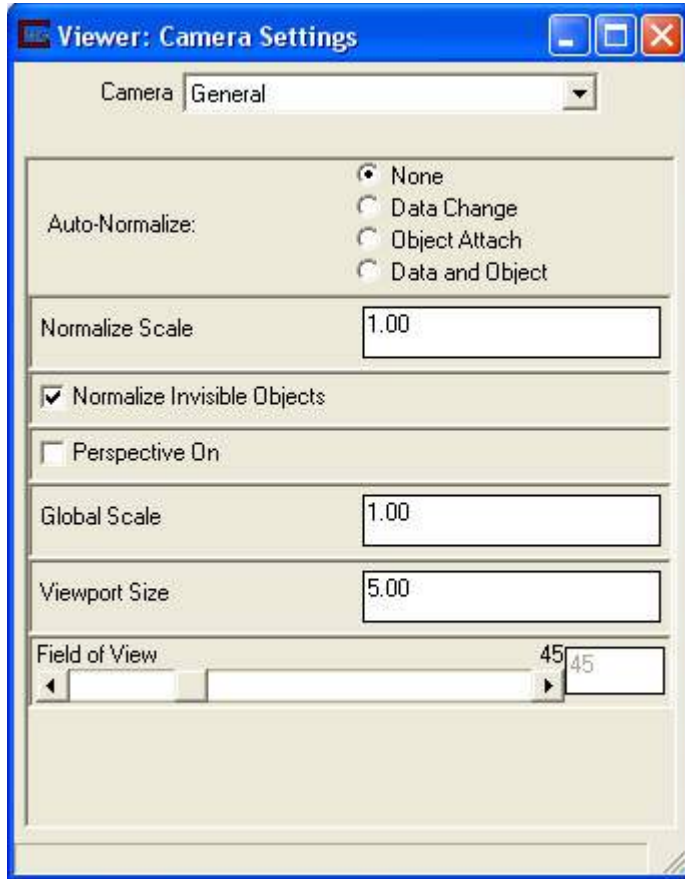 Viewer: Camera Settings
Camera General
Auto-Normalize:
None
Data Change
Object Attach
Data and Object
Normalize Scale 1.00
Normalize Invisible Objects
Perspective On
Global Scale 1.00
Viewport Size 5.00
Field of View 45 45